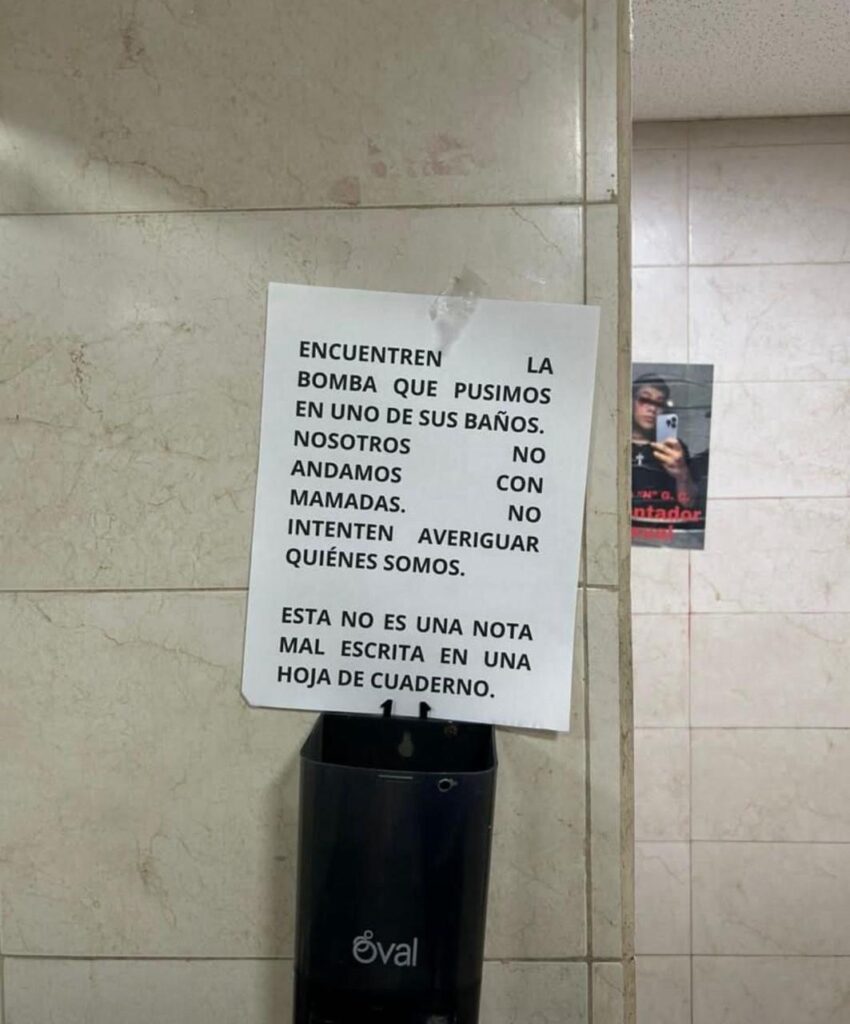 ENCUENTREN LA
BOMBA QUE PUSIMOS
EN UNO DE SUS BAÑOS.
NOSOTROS NO
ANDAMOS CON
MAMADAS. NO
INTENTEN AVERIGUAR
QUIÉNES SOMOS.
ESTA NO ES UNA NOTA
MAL ESCRITA EN UNA
HOJA DE CUADERNO.
oval
"N" G. C.